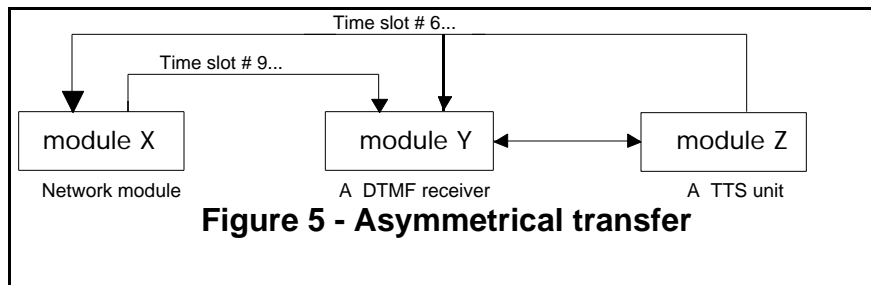 Time slot # 6...
Time slot # 9...
module X
module Y
module Z
Network module
A DTMF receiver
A TTS unit
Figure 5 - Asymmetrical transfer